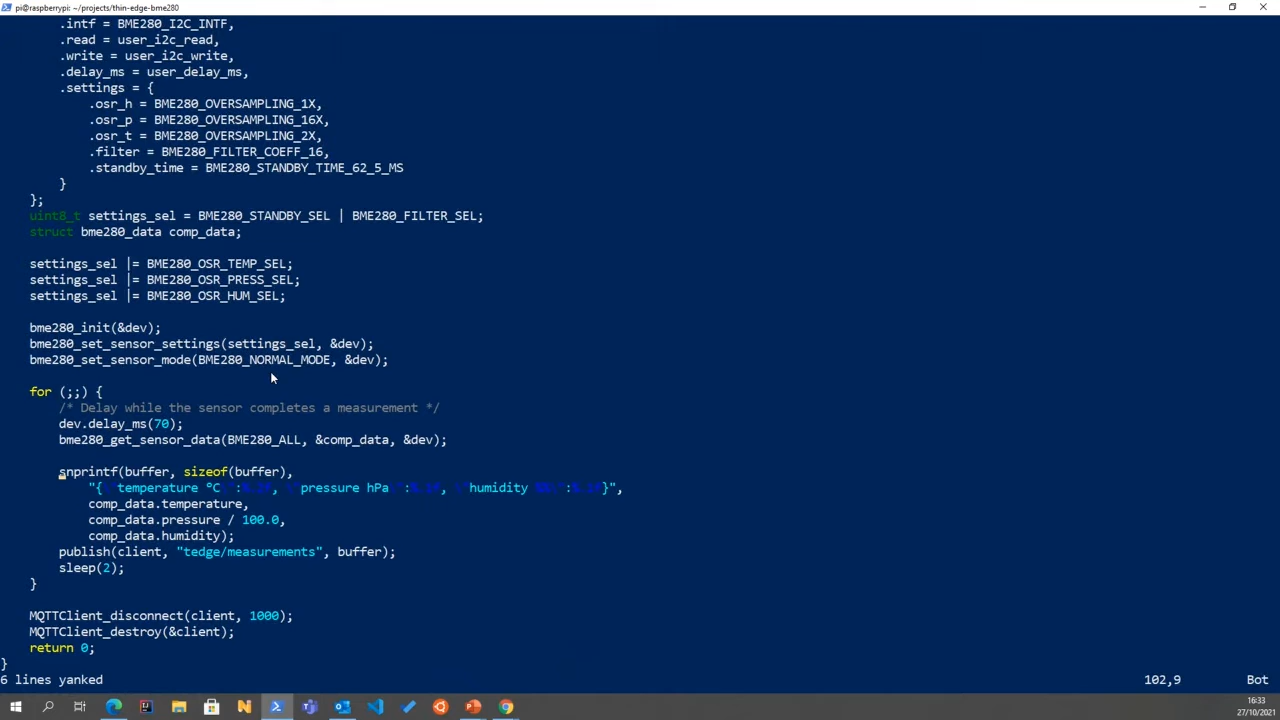 pi@raspberrypi: ~/projects/thin-edge-bme280
.intf = BME280_I2C_INTF,
.read = user_i2c_read,
.write = user_i2c_write,
.delay_ms = user_delay_ms,
.settings = {
.osr_h = BME280_OVERSAMPLING_1X,
.osr_p = BME280_OVERSAMPLING_16X,
.osr_t = BME280_OVERSAMPLING_2X,
.filter = BME280_FILTER_COEFF_16,
.standby_time = BME280_STANDBY_TIME_62_5_MS
}
};
uint8_t settings_sel = BME280_STANDBY_SEL | BME280_FILTER_SEL;
struct bme280_data comp_data;
settings_sel |= BME280_OSR_TEMP_SEL;
settings_sel |= BME280_OSR_PRESS_SEL;
settings_sel |= BME280_OSR_HUM_SEL;
bme280_init(&dev);
bme280_set_sensor_settings(settings_sel, &dev);
bme280_set_sensor_mode(BME280_NORMAL_MODE, &dev);
for (;;) {
/* Delay while the sensor completes a measurement */
dev.delay_ms(70);
bme280_get_sensor_data(BME280_ALL, &comp_data, &dev);
snprintf(buffer, sizeof(buffer),
"{ temperature °C : , pressure hPa : , humidity : }",
comp_data.temperature,
comp_data.pressure / 100.0,
comp_data.humidity);
publish(client, "tedge/measurements", buffer);
sleep(2);
}
MQTTClient_disconnect(client, 1000);
MQTTClient_destroy(&client);
return 0;
}
6 lines yanked 102,9 Bot
16:33
27/10/2021